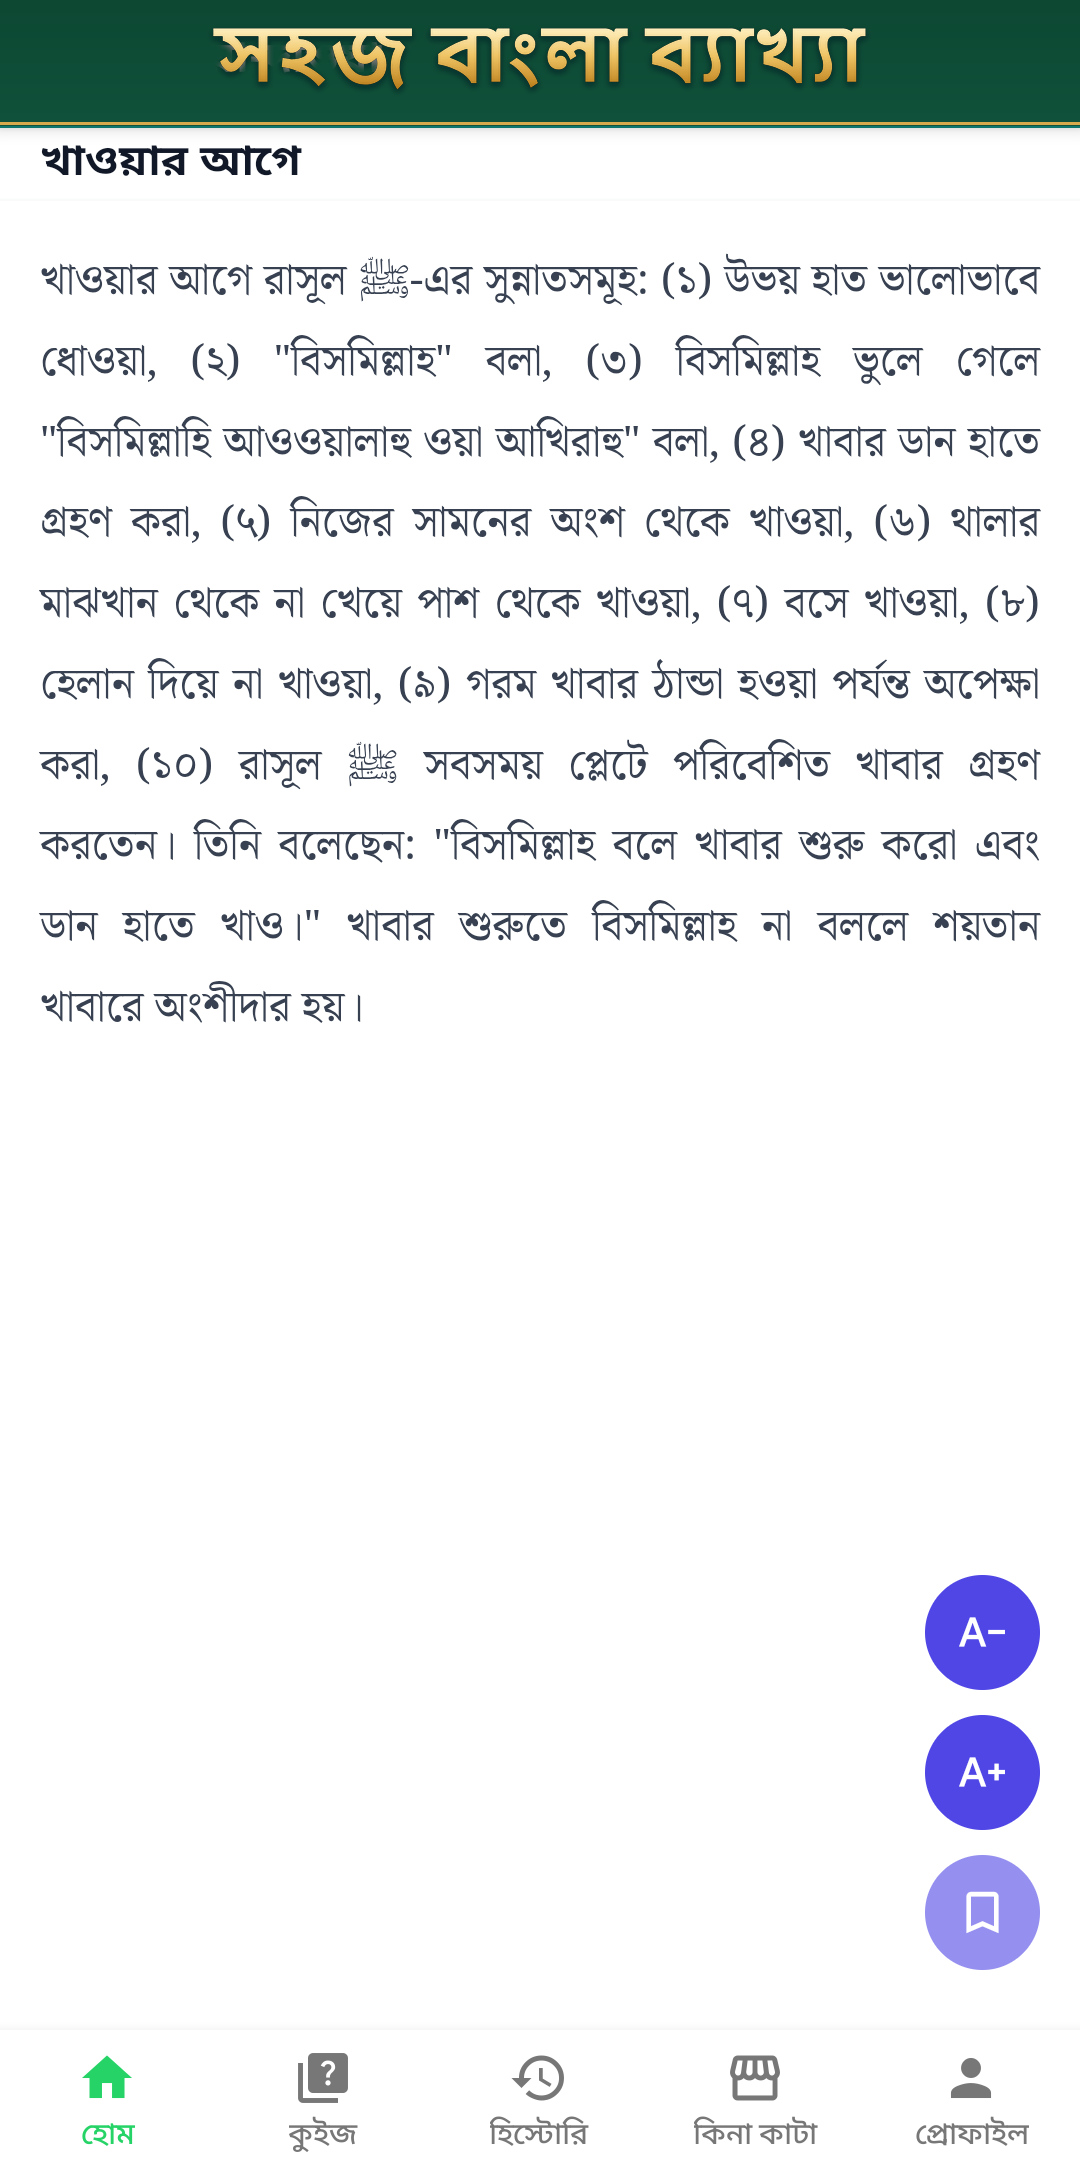 সহজ বাংলা ব্যাখ্যা
খাওয়ার আগে
খাওয়ার আগে রাসূল ﷺ-এর সুন্নাতসমূহ: (১) উভয় হাত ভালোভাবে
ধোওয়া, (২) "বিসমিল্লাহ" বলা, (৩) বিসমিল্লাহ ভুলে গেলে
"বিসমিল্লাহি আওওয়ালাহু ওয়া আখিরাহু" বলা, (৪) খাবার ডান হাতে
গ্রহণ করা, (৫) নিজের সামনের অংশ থেকে খাওয়া, (৬) থালার
মাঝখান থেকে না খেয়ে পাশ থেকে খাওয়া, (৭) বসে খাওয়া, (৮)
হেলান দিয়ে না খাওয়া, (৯) গরম খাবার ঠান্ডা হওয়া পর্যন্ত অপেক্ষা
করা, (১০) রাসূল ﷺ সবসময় প্লেটে পরিবেশিত খাবার গ্রহণ
করতেন। তিনি বলেছেন: "বিসমিল্লাহ বলে খাবার শুরু করো এবং
ডান হাতে খাও।" খাবার শুরুতে বিসমিল্লাহ না বললে শয়তান
খাবারে অংশীদার হয়।
A-
A+
হোম
কুইজ
হিস্টোরি
কিনা কাটা
প্রোফাইল